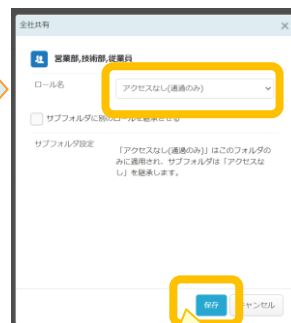 全社共有
営業部,技術部,従業員
ロール名
アクセスなし(通過のみ)
サブフォルダに別のロールを継承させる
サブフォルダ設定
「アクセスなし(通過のみ)」はこのフォルダの
みに適用され、サブフォルダは「アクセスな
し」を継承します。
保存
キャンセル